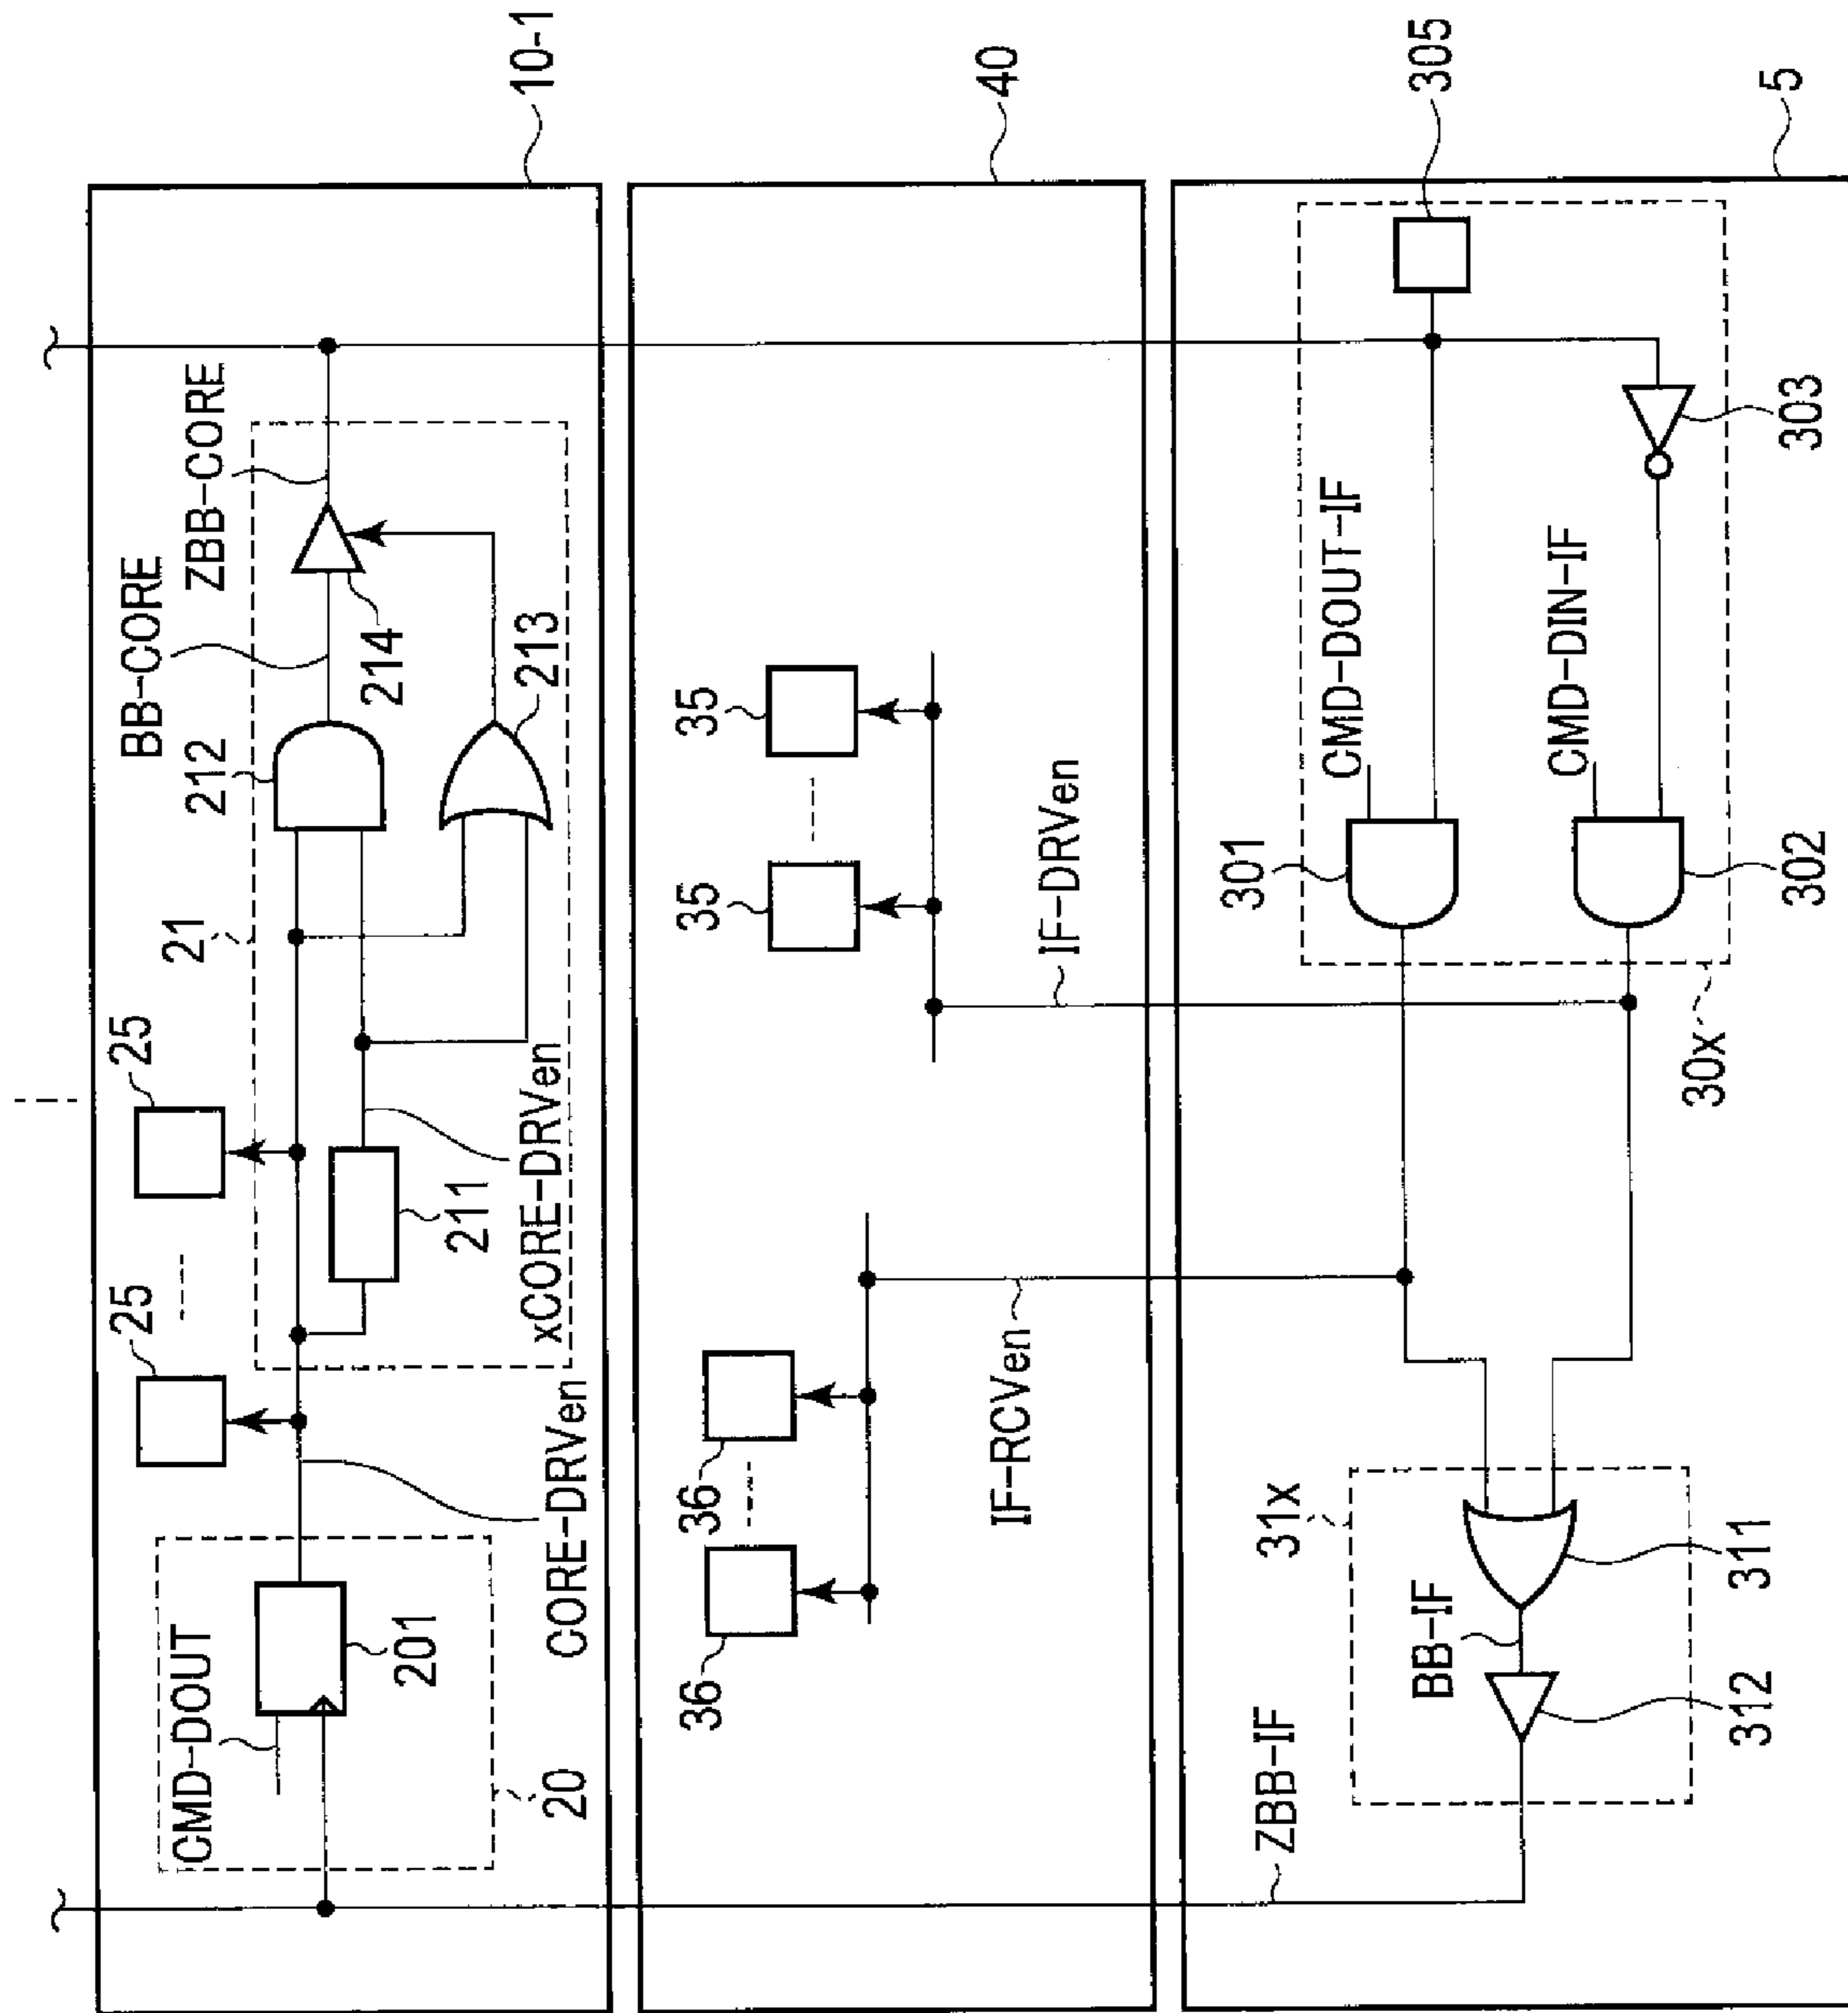 10-1
40
305
5
BB-CORE
ZBB-CORE
212
214
213
21
25
25
211
xCORE-DRVen
CORE-DRVen
CMD-DOUT
201
20
35
35
IF-DRVen
36
36
IF-RCVen
CMD-DOUT-IF
CMD-DIN-IF
303
301
302
30x
31x
311
BB-IF
312
ZBB-IF